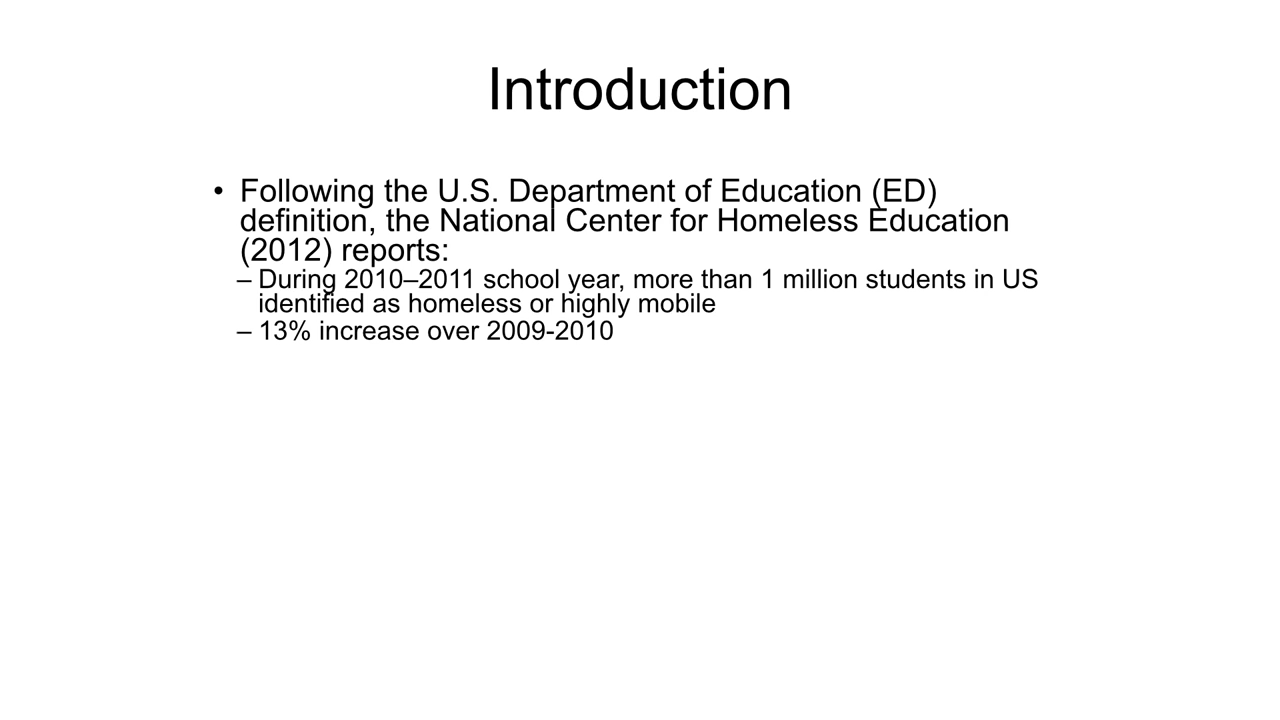 Introduction
• Following the U.S. Department of Education (ED)
definition, the National Center for Homeless Education
(2012) reports:
– During 2010–2011 school year, more than 1 million students in US
identified as homeless or highly mobile
– 13% increase over 2009-2010